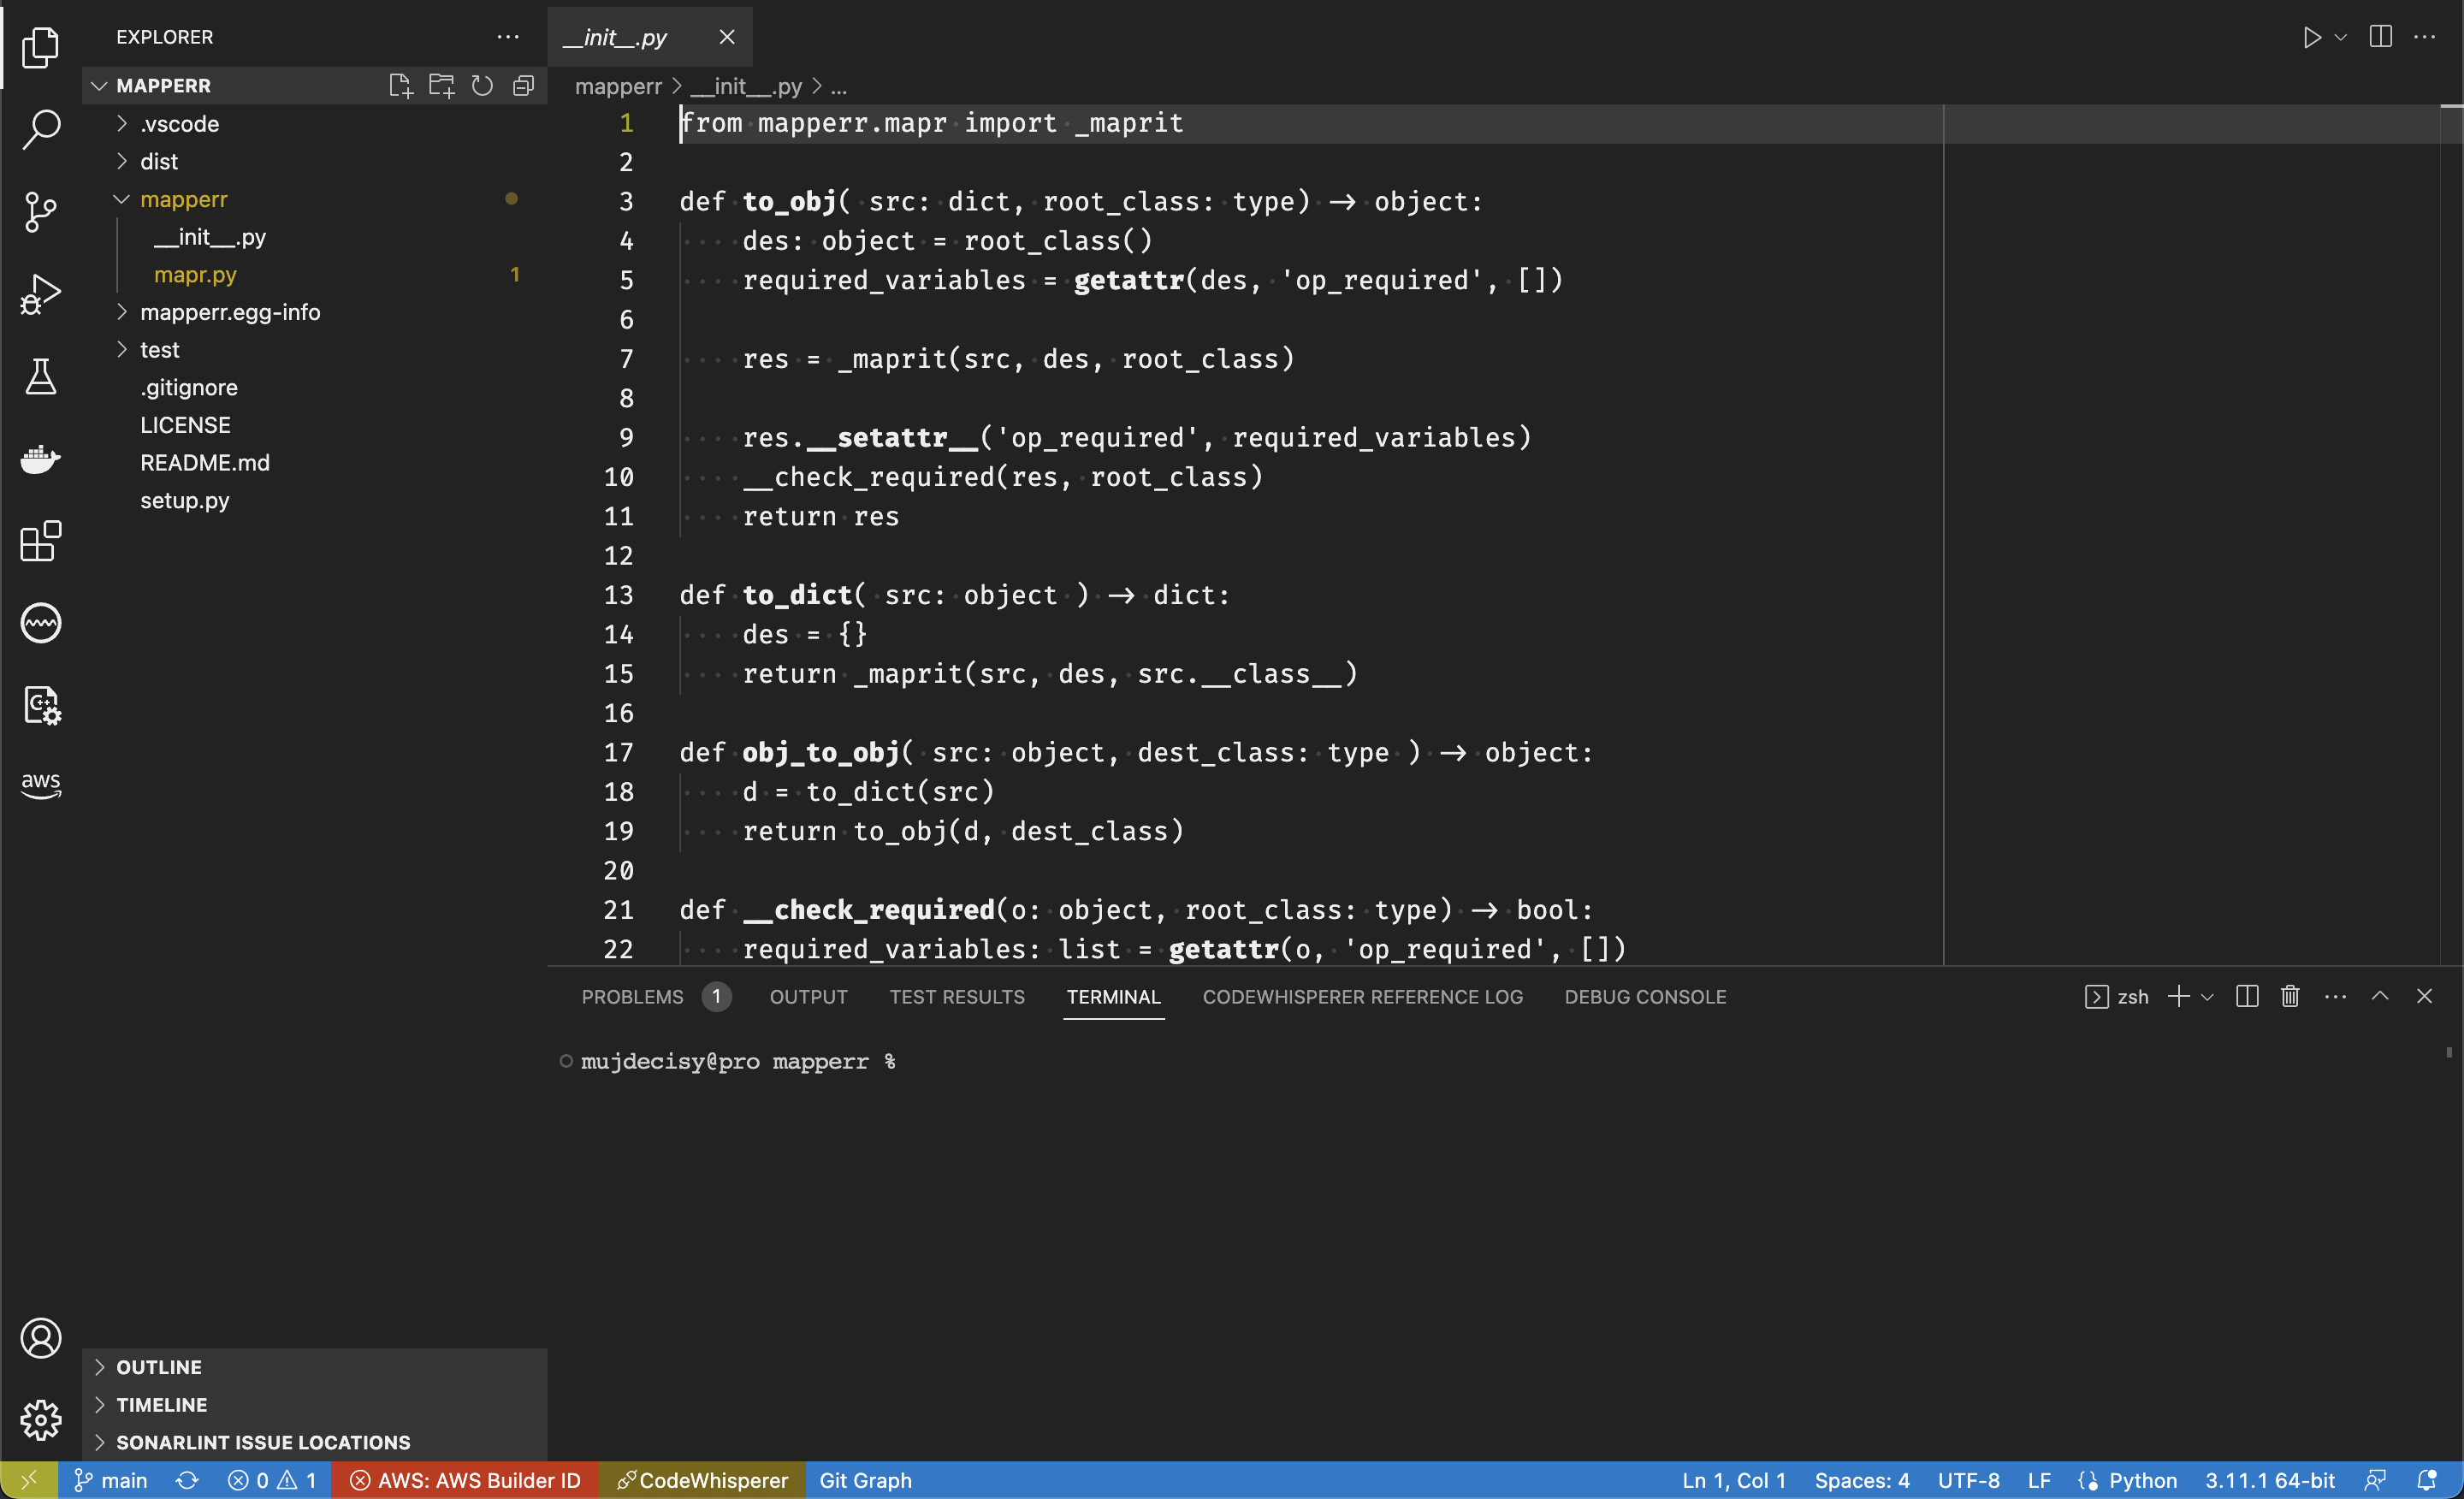 EXPLORER
MAPPERR
.vscode
dist
mapperr
__init__.py
mapr.py 1
mapperr.egg-info
test
.gitignore
LICENSE
README.md
setup.py
aws
OUTLINE
TIMELINE
SONARLINT ISSUE LOCATIONS
__init__.py
mapperr > __init__.py > ...
1 from mapperr.mapr import _maprit
2
3 def to_obj( src: dict, root_class: type) → object:
4 des: object = root_class()
5 required_variables = getattr(des, 'op_required', [])
6
7 res = _maprit(src, des, root_class)
8
9 res.__setattr__('op_required', required_variables)
10 __check_required(res, root_class)
11 return res
12
13 def to_dict( src: object ) → dict:
14 des = {}
15 return _maprit(src, des, src.__class__)
16
17 def obj_to_obj( src: object, dest_class: type ) → object:
18 d = to_dict(src)
19 return to_obj(d, dest_class)
20
21 def __check_required(o: object, root_class: type) → bool:
22 required_variables: list = getattr(o, 'op_required', [])
PROBLEMS 1 OUTPUT TEST RESULTS TERMINAL CODEWHISPERER REFERENCE LOG DEBUG CONSOLE zsh
mujdecisy@pro mapperr %
main 0 1 AWS: AWS Builder ID CodeWhisperer Git Graph Ln 1, Col 1 Spaces: 4 UTF-8 LF Python 3.11.1 64-bit